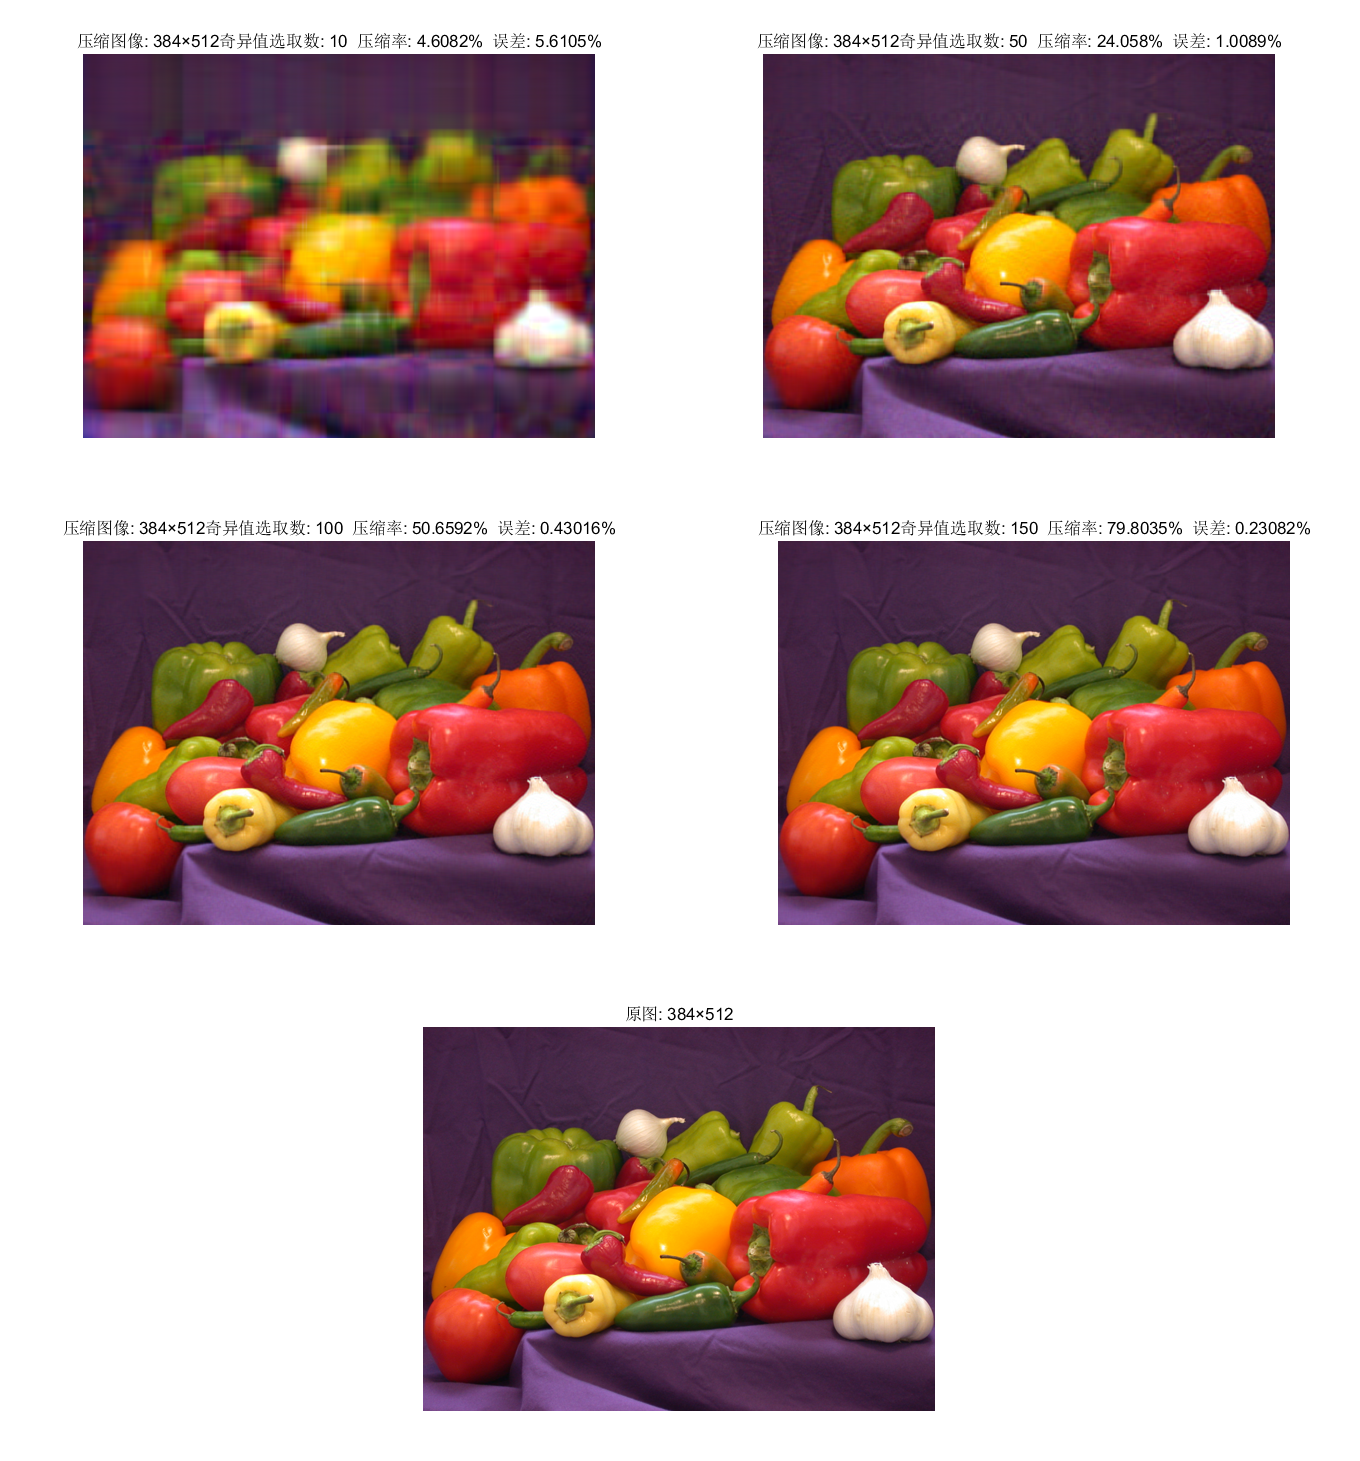 压缩图像: 384×512奇异值选取数: 10 压缩率: 4.6082% 误差: 5.6105%
压缩图像: 384×512奇异值选取数: 50 压缩率: 24.058% 误差: 1.0089%
压缩图像: 384×512奇异值选取数: 100 压缩率: 50.6592% 误差: 0.43016%
压缩图像: 384×512奇异值选取数: 150 压缩率: 79.8035% 误差: 0.23082%
原图: 384×512